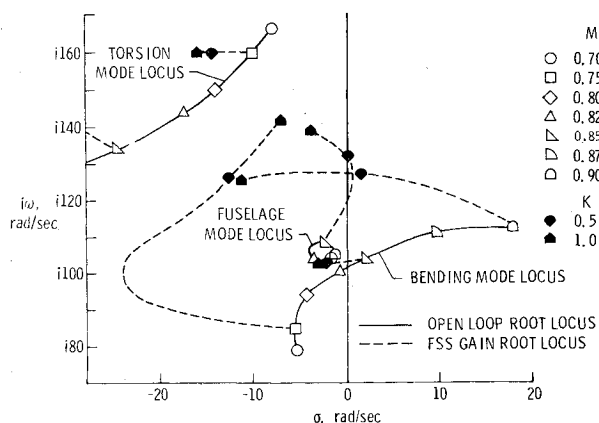 i160
i140
i120
i100
i80
iω,
rad/sec
-20
-10
0
10
20
σ, rad/sec
TORSION
MODE LOCUS
FUSELAGE
MODE LOCUS
BENDING MODE LOCUS
OPEN LOOP ROOT LOCUS
FSS GAIN ROOT LOCUS
M
0.70
0.75
0.80
0.82
0.85
0.87
0.90
K
0.5
1.0